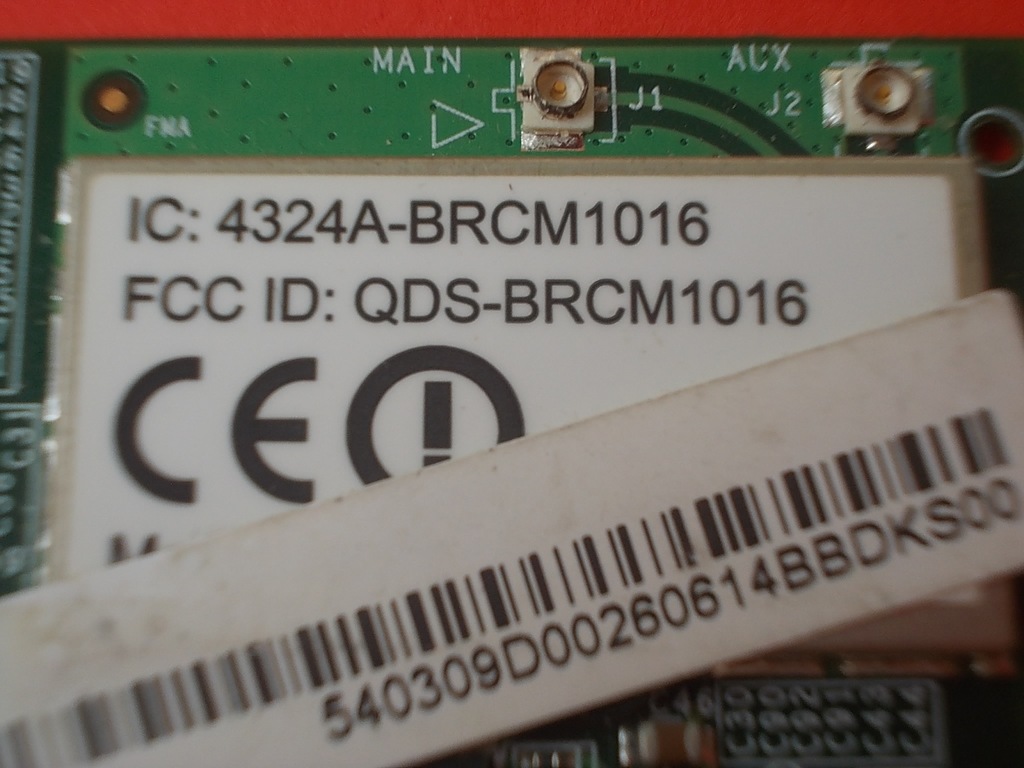 MAIN
AUX
J1
J2
FMA
IC: 4324A-BRCM1016
FCC ID: QDS-BRCM1016
CE
540309D00260614BBDKS00